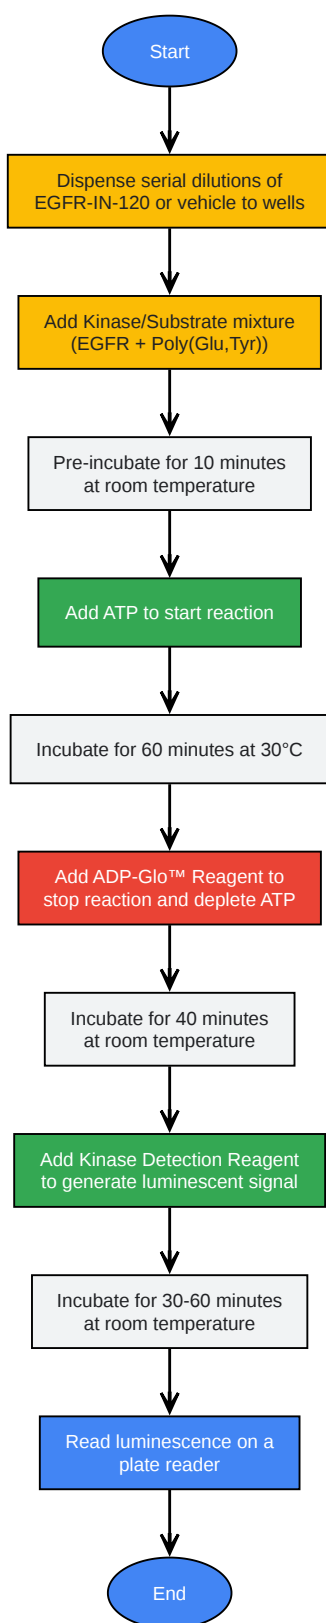 Start
Dispense serial dilutions of
EGFR-IN-120 or vehicle to wells
Add Kinase/Substrate mixture
(EGFR + Poly(Glu,Tyr))
Pre-incubate for 10 minutes
at room temperature
Add ATP to start reaction
Incubate for 60 minutes at 30°C
Add ADP-Glo™ Reagent to
stop reaction and deplete ATP
Incubate for 40 minutes
at room temperature
Add Kinase Detection Reagent
to generate luminescent signal
Incubate for 30-60 minutes
at room temperature
Read luminescence on a
plate reader
End